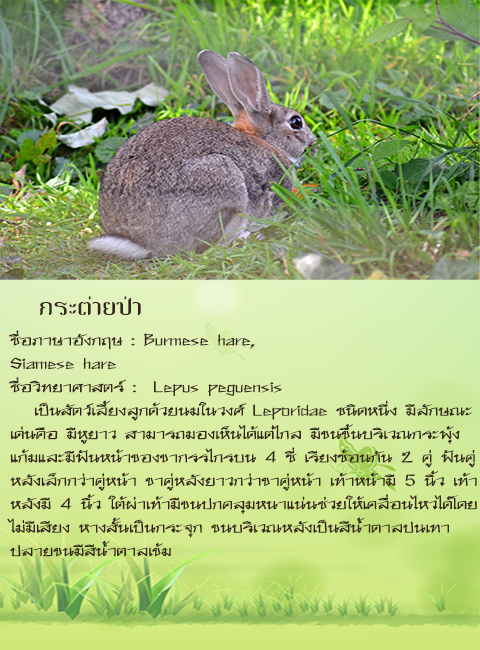 กระต่ายป่า
ชื่อภาษาอังกฤษ : Burmese hare,
Siamese hare
ชื่อวิทยาศาสตร์ : Lepus peguensis
เป็นสัตว์เลี้ยงลูกด้วยนมในวงศ์ Leporidae ชนิดหนึ่ง มีลักษณะ
เด่นคือ มีหูยาว สามารถมองเห็นได้แต่ไกล มีขนขึ้นบริเวณกระพุ้ง
แก้มและมีฟันหน้าของขากรรไกรบน 4 ซี่ เรียงซ้อนกัน 2 คู่ ฟันคู่
หลังเล็กกว่าคู่หน้า ขาคู่หลังยาวกว่าขาคู่หน้า เท้าหน้ามี 5 นิ้ว เท้า
หลังมี 4 นิ้ว ใต้ฝ่าเท้ามีขนปกคลุมหนาแน่นช่วยให้เคลื่อนไหวได้โดย
ไม่มีเสียง หางสั้นเป็นกระจุก ขนบริเวณหลังเป็นสีน้ำตาลปนเทา
ปลายขนมีสีน้ำตาลเข้ม